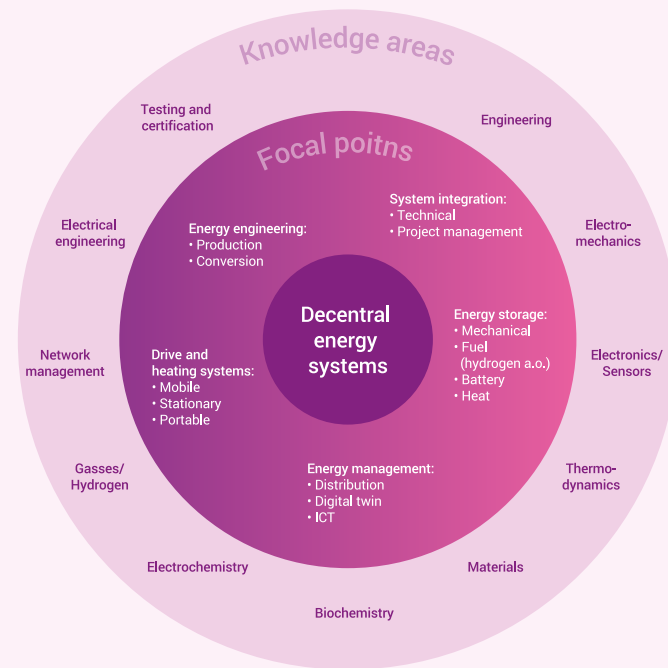 Knowledge areas
Testing and
certification
Engineering
Focal poitns
Electrical
engineering
Energy engineering:
• Production
• Conversion
System integration:
• Technical
• Project management
Electro-
mechanics
Decentral
energy
systems
Network
management
Drive and
heating systems:
• Mobile
• Stationary
• Portable
Energy storage:
• Mechanical
• Fuel
(hydrogen a.o.)
• Battery
• Heat
Electronics/
Sensors
Gasses/
Hydrogen
Energy management:
• Distribution
• Digital twin
• ICT
Thermo-
dynamics
Electrochemistry
Materials
Biochemistry